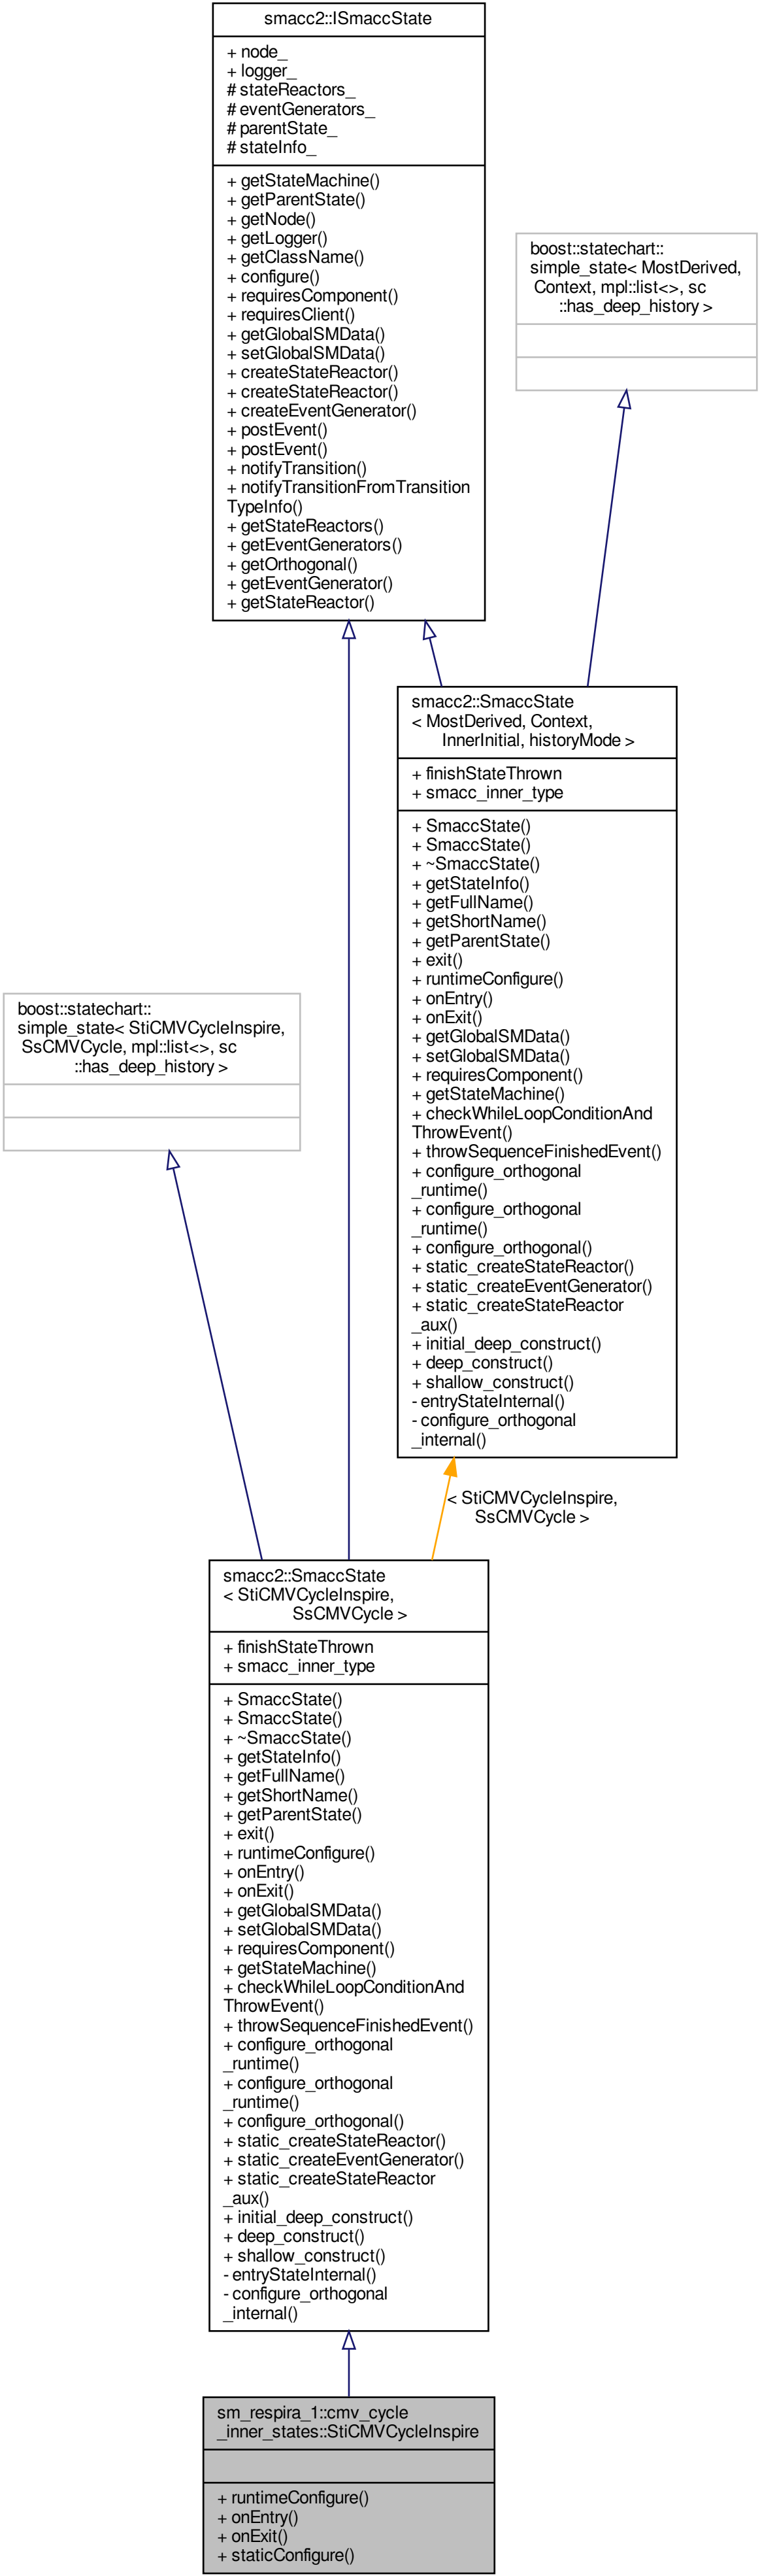 smacc2::ISmaccState
+ node_
+ logger_
# stateReactors_
# eventGenerators_
# parentState_
# stateInfo_
+ getStateMachine()
+ getParentState()
+ getNode()
+ getLogger()
+ getClassName()
+ configure()
+ requiresComponent()
+ requiresClient()
+ getGlobalSMData()
+ setGlobalSMData()
+ createStateReactor()
+ createStateReactor()
+ createEventGenerator()
+ postEvent()
+ postEvent()
+ notifyTransition()
+ notifyTransitionFromTransition
TypeInfo()
+ getStateReactors()
+ getEventGenerators()
+ getOrthogonal()
+ getEventGenerator()
+ getStateReactor()
boost::statechart::
simple_state< MostDerived,
Context, mpl::list<>, sc
::has_deep_history >
smacc2::SmaccState
< MostDerived, Context,
InnerInitial, historyMode >
+ finishStateThrown
+ smacc_inner_type
+ SmaccState()
+ SmaccState()
+ ~SmaccState()
+ getStateInfo()
+ getFullName()
+ getShortName()
+ getParentState()
+ exit()
+ runtimeConfigure()
+ onEntry()
+ onExit()
+ getGlobalSMData()
+ setGlobalSMData()
+ requiresComponent()
+ getStateMachine()
+ checkWhileLoopConditionAnd
ThrowEvent()
+ throwSequenceFinishedEvent()
+ configure_orthogonal
_runtime()
+ configure_orthogonal
_runtime()
+ configure_orthogonal()
+ static_createStateReactor()
+ static_createEventGenerator()
+ static_createStateReactor
_aux()
+ initial_deep_construct()
+ deep_construct()
+ shallow_construct()
- entryStateInternal()
- configure_orthogonal
_internal()
boost::statechart::
simple_state< StiCMVCycleInspire,
SsCMVCycle, mpl::list<>, sc
::has_deep_history >
< StiCMVCycleInspire,
SsCMVCycle >
smacc2::SmaccState
< StiCMVCycleInspire,
SsCMVCycle >
+ finishStateThrown
+ smacc_inner_type
+ SmaccState()
+ SmaccState()
+ ~SmaccState()
+ getStateInfo()
+ getFullName()
+ getShortName()
+ getParentState()
+ exit()
+ runtimeConfigure()
+ onEntry()
+ onExit()
+ getGlobalSMData()
+ setGlobalSMData()
+ requiresComponent()
+ getStateMachine()
+ checkWhileLoopConditionAnd
ThrowEvent()
+ throwSequenceFinishedEvent()
+ configure_orthogonal
_runtime()
+ configure_orthogonal
_runtime()
+ configure_orthogonal()
+ static_createStateReactor()
+ static_createEventGenerator()
+ static_createStateReactor
_aux()
+ initial_deep_construct()
+ deep_construct()
+ shallow_construct()
- entryStateInternal()
- configure_orthogonal
_internal()
sm_respira_1::cmv_cycle
_inner_states::StiCMVCycleInspire
+ runtimeConfigure()
+ onEntry()
+ onExit()
+ staticConfigure()